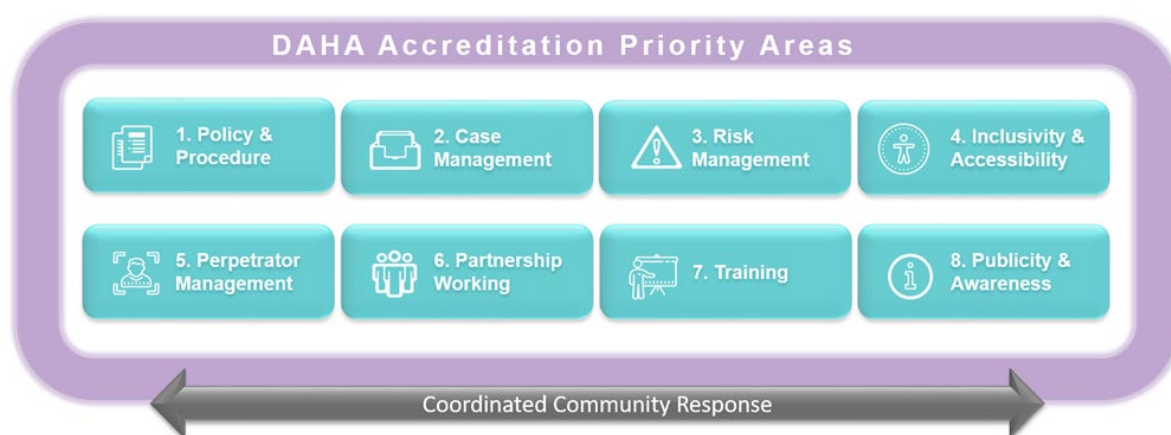 DAHA Accreditation Priority Areas
1. Policy &
Procedure
2. Case
Management
3. Risk
Management
4. Inclusivity &
Accessibility
5. Perpetrator
Management
6. Partnership
Working
7. Training
8. Publicity &
Awareness
Coordinated Community Response